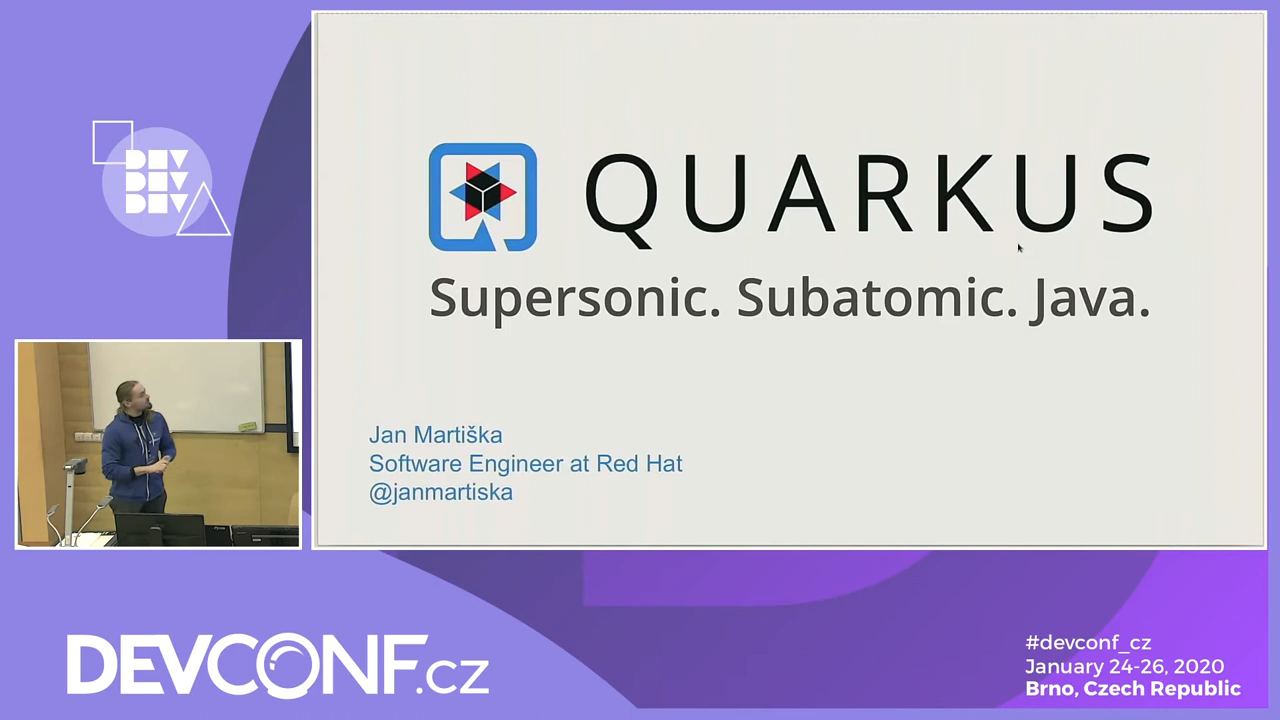 DEV
DEV
DEV
QUARKUS
Supersonic. Subatomic. Java.
Jan Martiška
Software Engineer at Red Hat
@janmartiska
DEVCONF.cz
#devconf_cz
January 24-26, 2020
Brno, Czech Republic